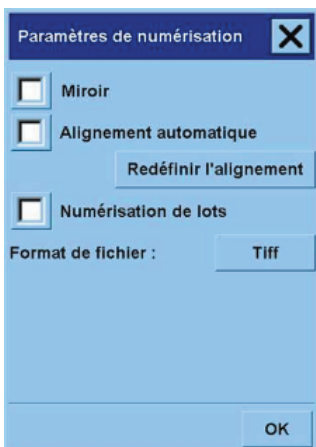 Paramètres de numérisation
Miroir
Alignement automatique
Redéfinir l'alignement
Numérisation de lots
Format de fichier : Tiff
OK